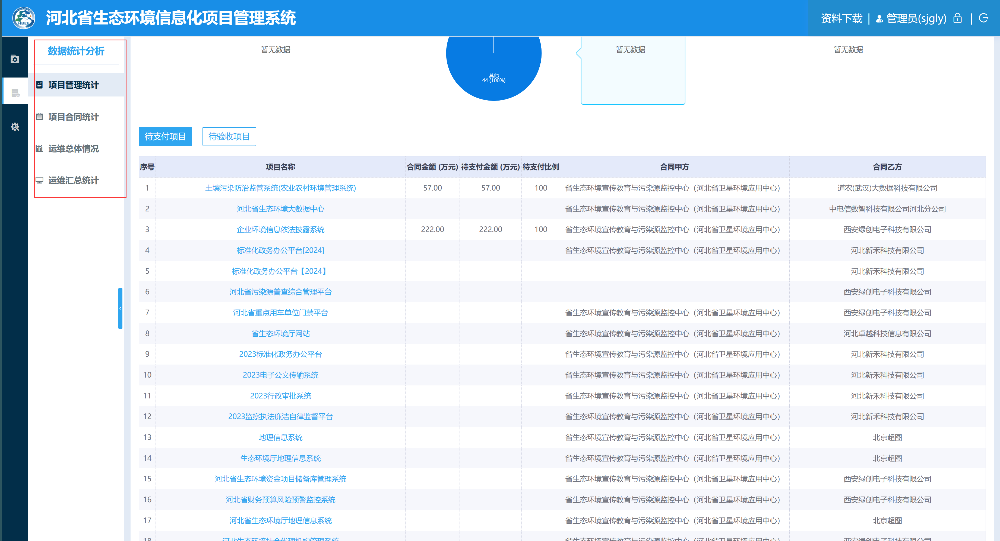 HBEE
河北省生态环境信息化项目管理系统
资料下载 | 管理员(sjgly) |
数据统计分析
项目管理统计
项目合同统计
运维总体情况
运维汇总统计
暂无数据
其他
44 (100%)
暂无数据
暂无数据
待支付项目 待验收项目
序号 项目名称 合同金额 (万元) 待支付金额 (万元) 待支付比例 合同甲方 合同乙方
1 土壤污染防治监管系统(农业农村环境管理系统) 57.00 57.00 100 省生态环境宣传教育与污染源监控中心（河北省卫星环境应用中心） 道农(武汉)大数据科技有限公司
2 河北省生态环境大数据中心 省生态环境宣传教育与污染源监控中心（河北省卫星环境应用中心） 中电信数智科技有限公司河北分公司
3 企业环境信息依法披露系统 222.00 222.00 100 省生态环境宣传教育与污染源监控中心（河北省卫星环境应用中心） 西安绿创电子科技有限公司
4 标准化政务办公平台[2024] 省生态环境宣传教育与污染源监控中心（河北省卫星环境应用中心） 河北新禾科技有限公司
5 标准化政务办公平台【2024】 河北新禾科技有限公司
6 河北省污染源普查综合管理平台 西安绿创电子科技有限公司
7 河北省重点用车单位门禁平台 省生态环境宣传教育与污染源监控中心（河北省卫星环境应用中心） 西安绿创电子科技有限公司
8 省生态环境厅网站 省生态环境宣传教育与污染源监控中心（河北省卫星环境应用中心） 河北卓越科技信息有限公司
9 2023标准化政务办公平台 省生态环境宣传教育与污染源监控中心（河北省卫星环境应用中心） 河北新禾科技有限公司
10 2023电子公文传输系统 省生态环境宣传教育与污染源监控中心（河北省卫星环境应用中心） 河北新禾科技有限公司
11 2023行政审批系统 省生态环境宣传教育与污染源监控中心（河北省卫星环境应用中心） 河北新禾科技有限公司
12 2023监察执法廉洁自律监督平台 省生态环境宣传教育与污染源监控中心（河北省卫星环境应用中心） 河北新禾科技有限公司
13 地理信息系统 省生态环境宣传教育与污染源监控中心（河北省卫星环境应用中心） 北京超图
14 生态环境厅地理信息系统 省生态环境宣传教育与污染源监控中心（河北省卫星环境应用中心） 北京超图
15 河北省生态环境资金项目储备库管理系统 省生态环境宣传教育与污染源监控中心（河北省卫星环境应用中心） 西安绿创电子科技有限公司
16 河北省财务预算风险预警监控系统 省生态环境宣传教育与污染源监控中心（河北省卫星环境应用中心） 西安绿创电子科技有限公司
17 河北省生态环境厅地理信息系统 省生态环境宣传教育与污染源监控中心（河北省卫星环境应用中心） 北京超图
18 河北生态环境社会代理机构管理系统 省生态环境宣传教育与污染源监控中心（河北省卫星环境应用中心） 西安绿创电子科技有限公司